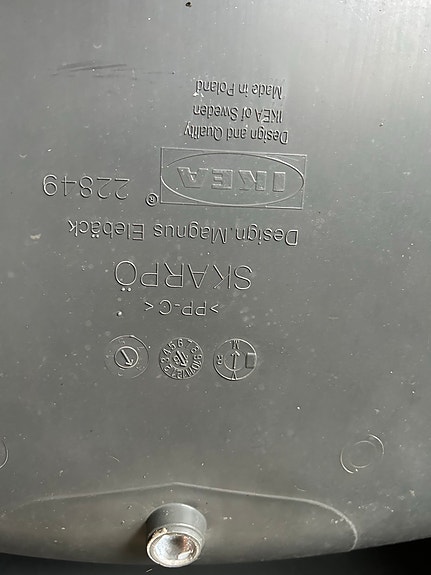 >PP-C<
SKARPÖ
Design.Magnus Elebäck
IKEA ® 22849
Design and Quality
IKEA of Sweden
Made in Poland